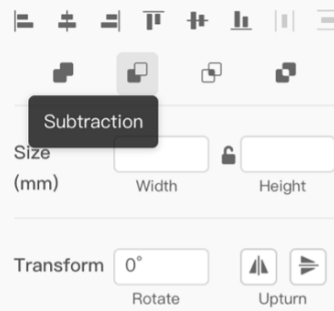 Subtraction
Size
(mm)
Width
Height
Transform
0°
Rotate
Upturn